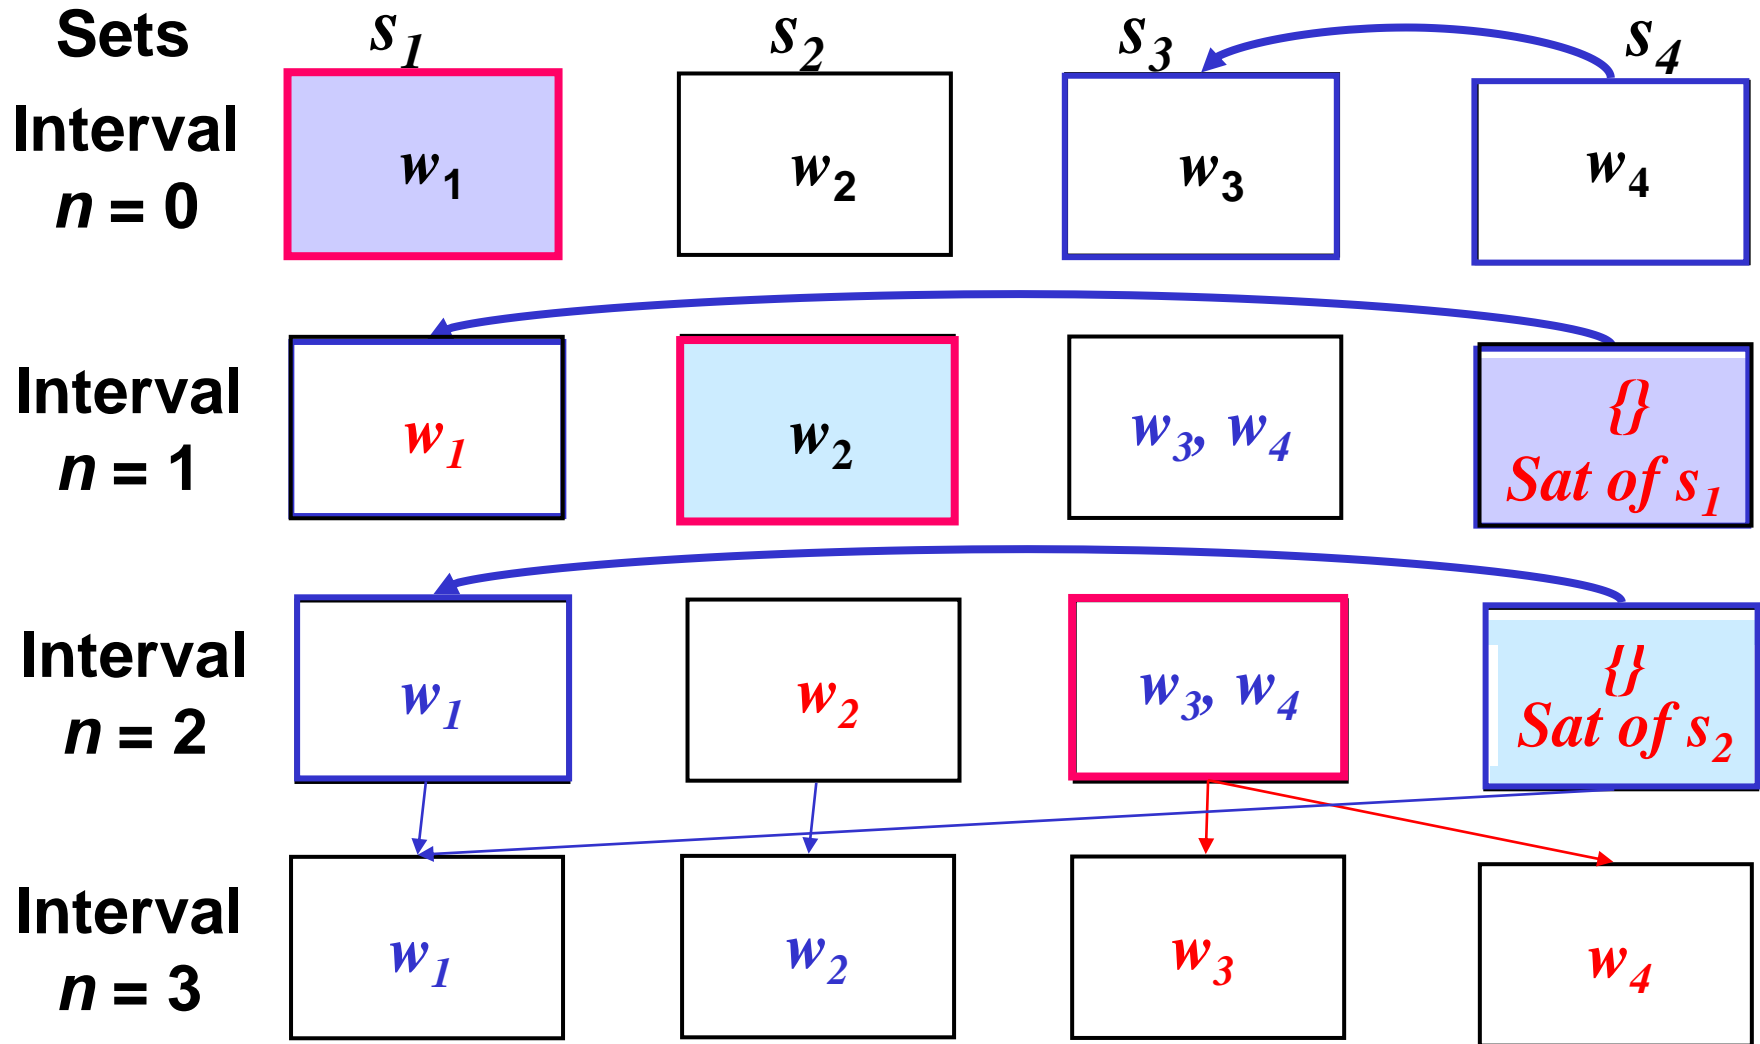 Sets s₁ s₂ s₃ s₄
Interval
n = 0
w₁ w₂ w₃ w₄
Interval
n = 1
w₁ w₂ w₃, w₄ {}
Sat of s₁
Interval
n = 2
w₁ w₂ w₃, w₄ {}
Sat of s₂
Interval
n = 3
w₁ w₂ w₃ w₄